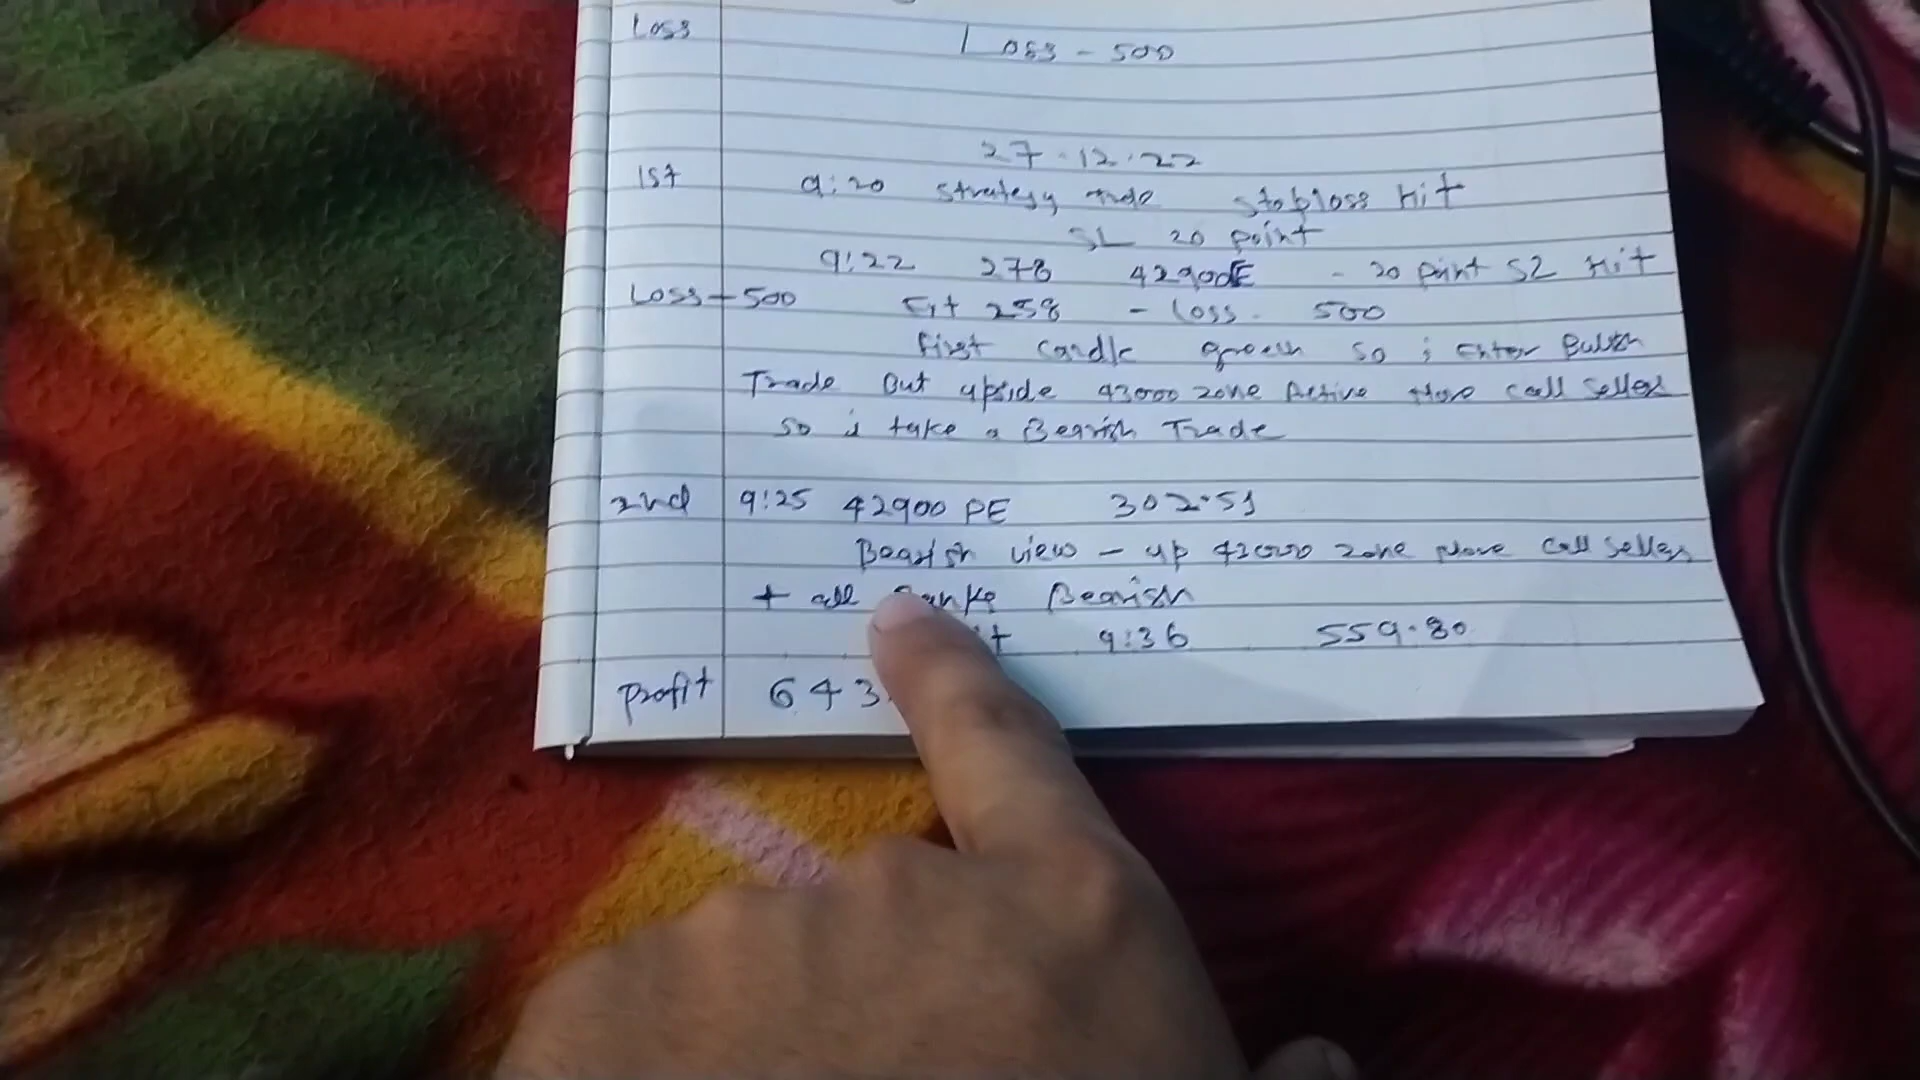 Loss
Loss - 500
27.12.22
1st 9:20 strategy trade stobloss Hit
SL 20 point
9:22 278 42900CE - 20 point SL Hit
Loss - 500 Exit 258 - Loss. 500
first candle green so i Enter Bullish
Trade But upside 43000 zone Active More call seller
so i take a Bearish Trade
2nd 9:25 42900 PE 302.51
Bearish view - up 43000 zone More call seller
+ all Banks Bearish
9:36 559.80
profit 643